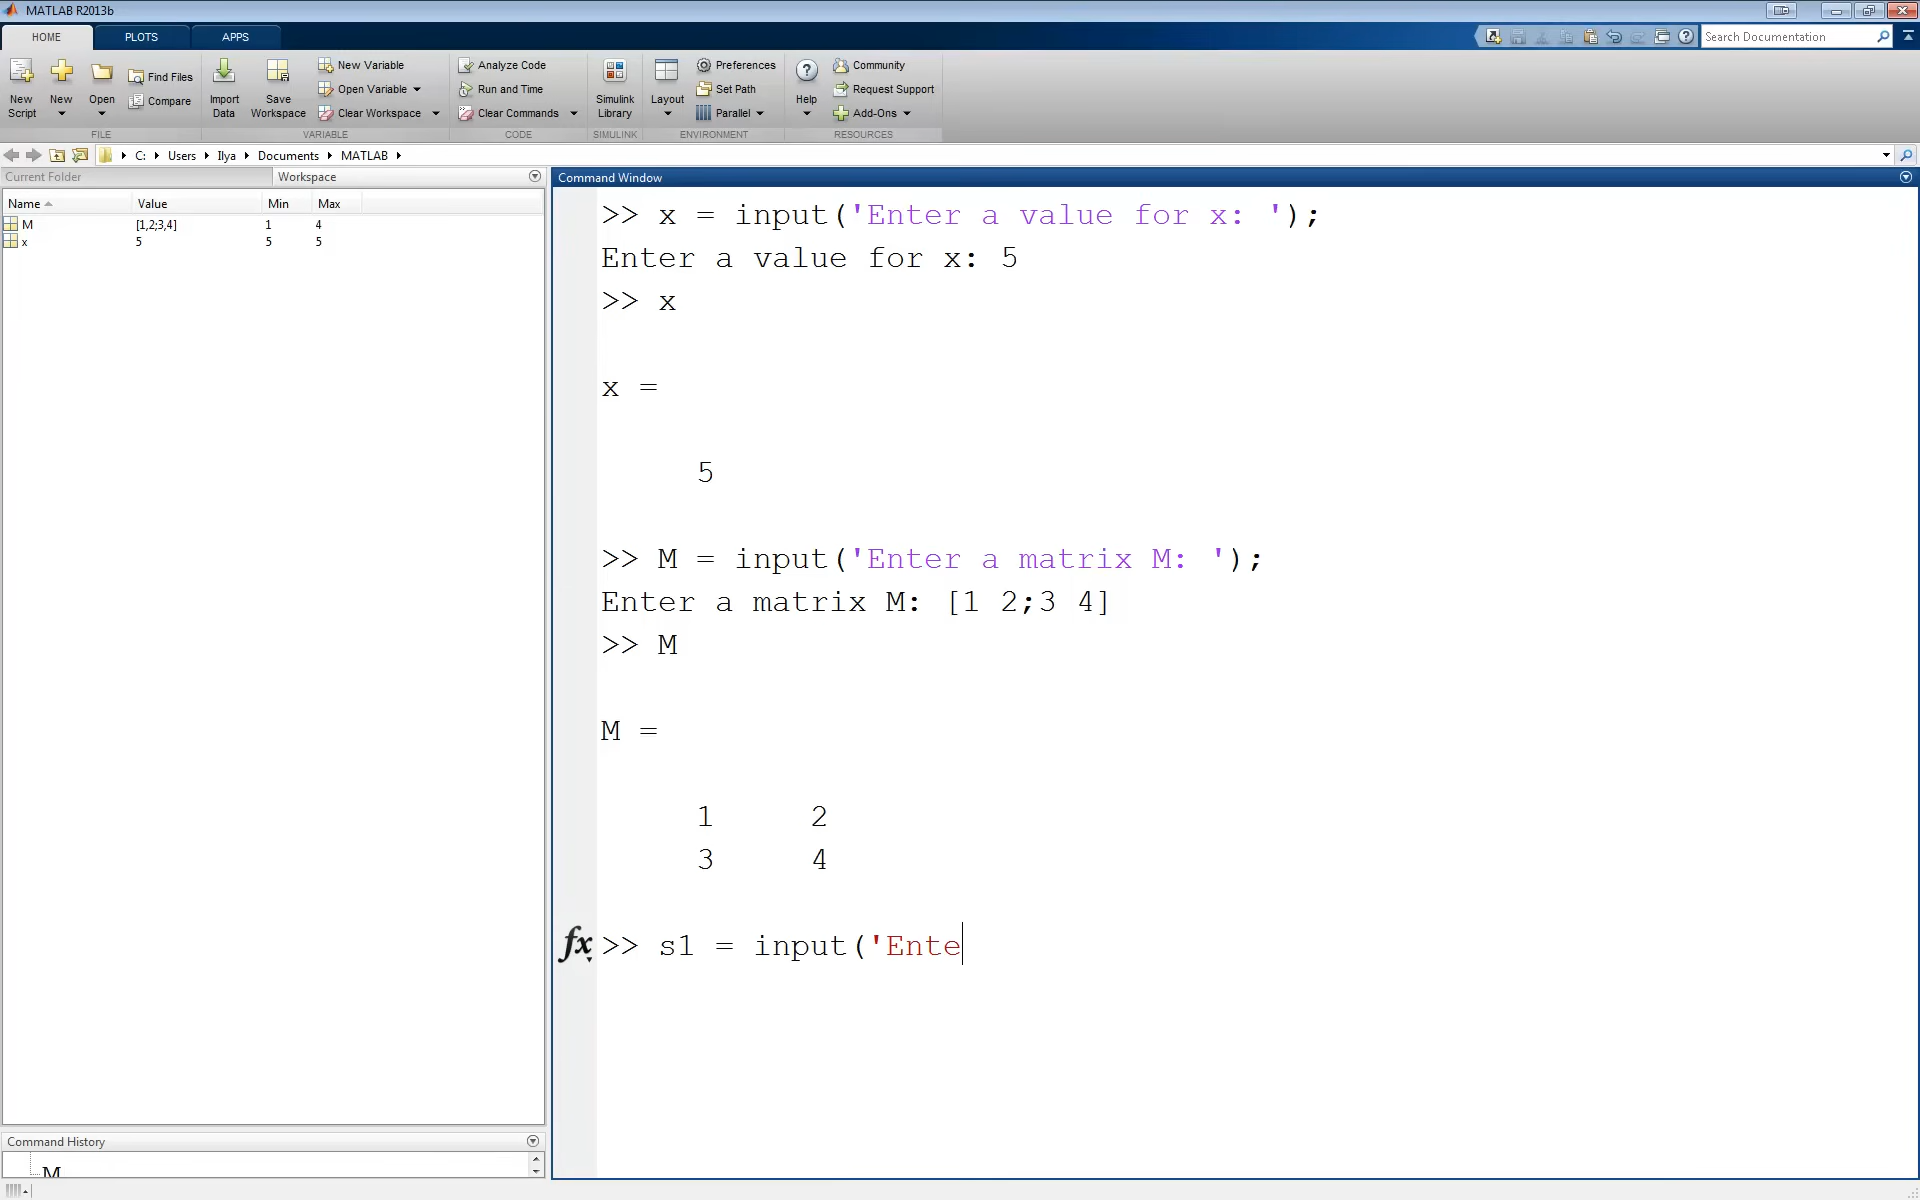 MATLAB R2013b
HOME PLOTS APPS
Search Documentation
New Script
New
Open
Find Files
Compare
Import Data
Save Workspace
New Variable
Open Variable
Clear Workspace
Analyze Code
Run and Time
Clear Commands
Simulink Library
Layout
Preferences
Set Path
Parallel
Help
Community
Request Support
Add-Ons
FILE VARIABLE CODE SIMULINK ENVIRONMENT RESOURCES
C: Users Ilya Documents MATLAB
Current Folder Workspace
Name Value Min Max
M [1,2;3,4] 1 4
x 5 5 5
Command Window
>> x = input('Enter a value for x: ');
Enter a value for x: 5
>> x
x =
5
>> M = input('Enter a matrix M: ');
Enter a matrix M: [1 2;3 4]
>> M
M =
1 2
3 4
fx >> s1 = input('Ente
Command History
M